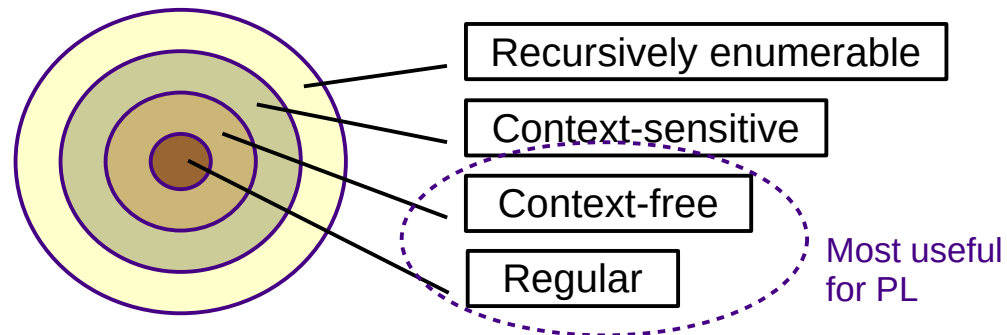 Recursively enumerable
Context-sensitive
Context-free
Regular
Most useful
for PL